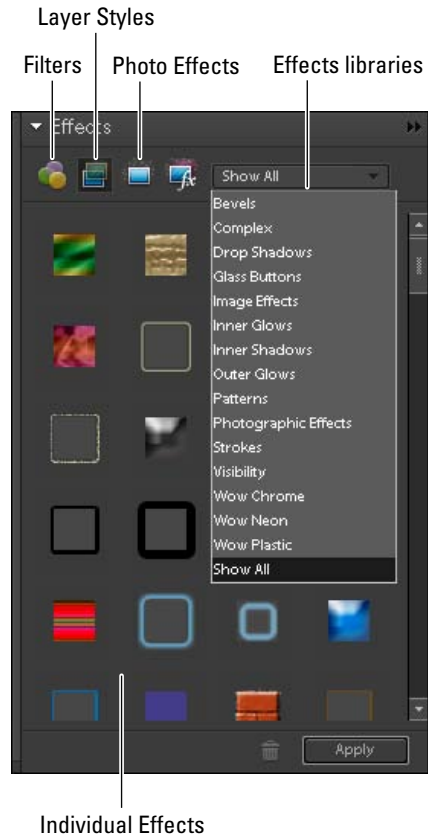 Layer Styles
Filters Photo Effects Effects libraries
Effects
fx Show All
Bevels
Complex
Drop Shadows
Glass Buttons
Image Effects
Inner Glows
Inner Shadows
Outer Glows
Patterns
Photographic Effects
Strokes
Visibility
Wow Chrome
Wow Neon
Wow Plastic
Show All
Apply
Individual Effects